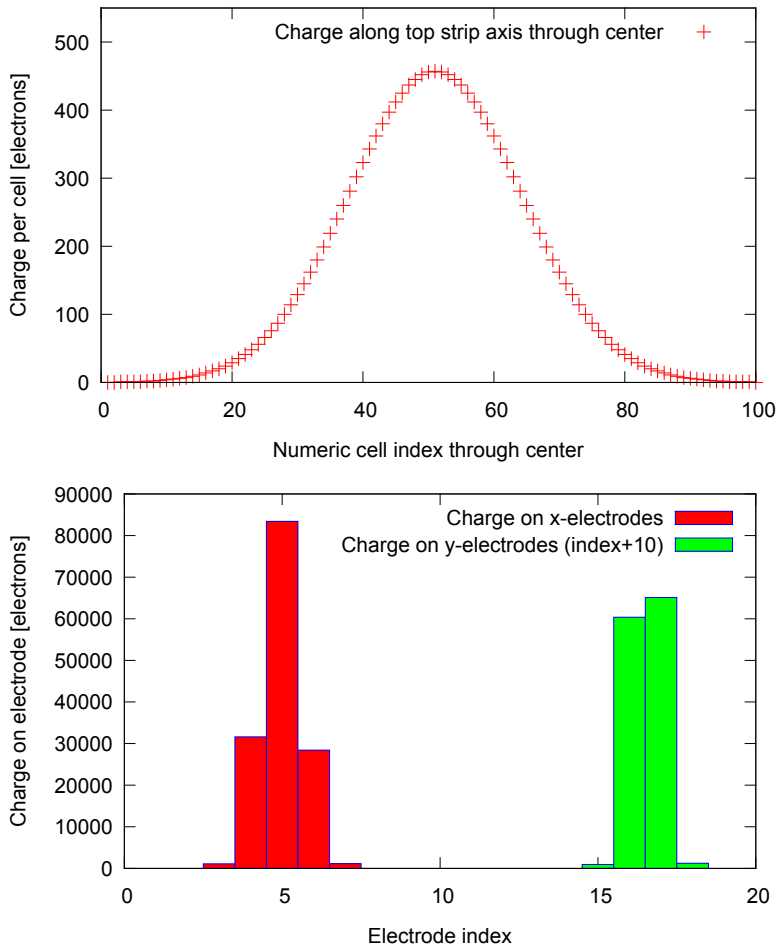 Charge along top strip axis through center
500
400
300
200
100
0
Charge per cell [electrons]
0 20 40 60 80 100
Numeric cell index through center
90000
80000
70000
60000
50000
40000
30000
20000
10000
0
Charge on electrode [electrons]
Charge on x-electrodes
Charge on y-electrodes (index+10)
0 5 10 15 20
Electrode index